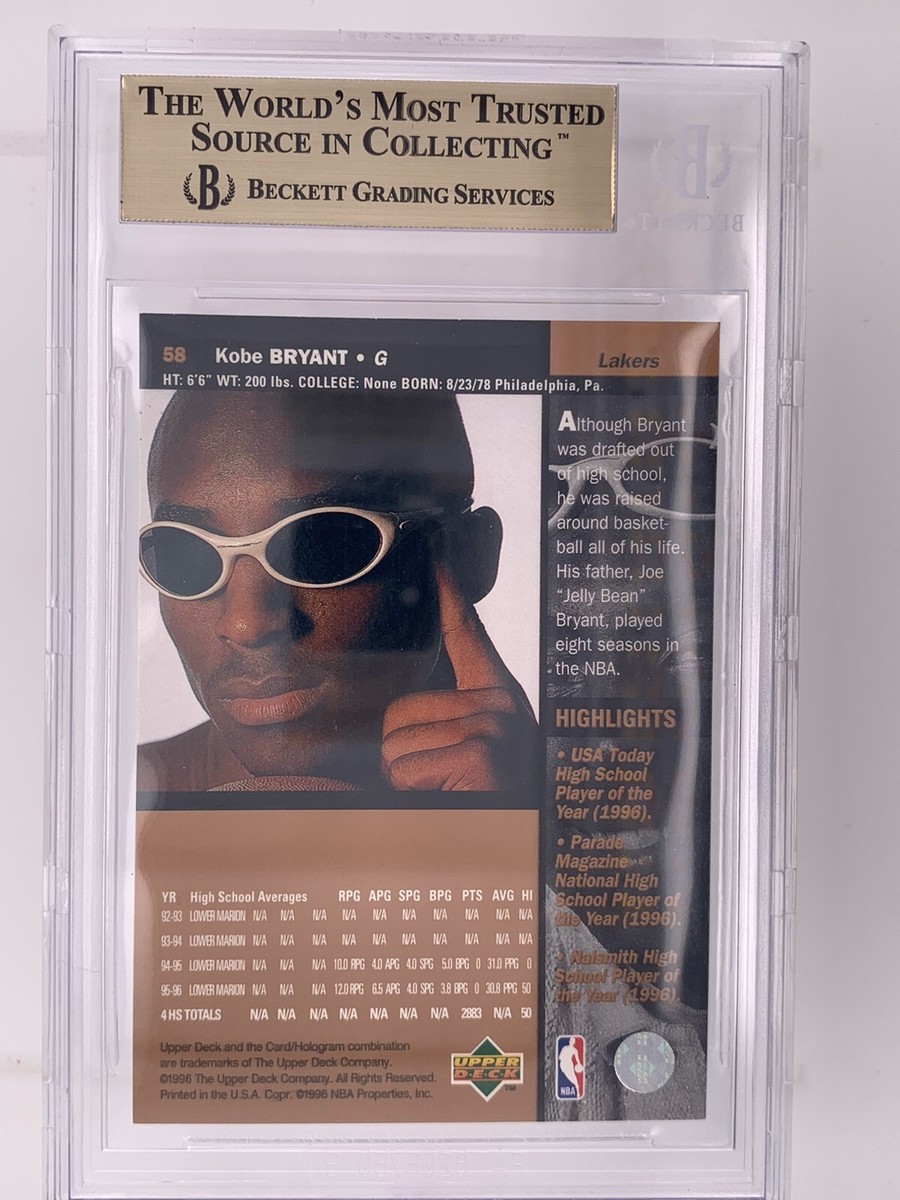 THE WORLD'S MOST TRUSTED
SOURCE IN COLLECTING™
B BECKETT GRADING SERVICES
B
BECKETT
58 Kobe BRYANT • G
Lakers
HT: 6'6" WT: 200 lbs. COLLEGE: None BORN: 8/23/78 Philadelphia, Pa.
Although Bryant
was drafted out
of high school,
he was raised
around basket-
ball all of his life.
His father, Joe
“Jelly Bean”
Bryant, played
eight seasons in
the NBA.
HIGHLIGHTS
• USA Today
High School
Player of the
Year (1996).
• Parade
Magazine
National High
School Player of
the Year (1996).
• Naismith High
School Player of
the Year (1996).
YR High School Averages RPG APG SPG BPG PTS AVG HI
92-93 LOWER MARION N/A N/A N/A N/A N/A N/A N/A N/A N/A N/A
93-94 LOWER MARION N/A N/A N/A N/A N/A N/A N/A N/A N/A N/A
94-95 LOWER MARION N/A N/A N/A 10.0 RPG 4.0 APG 4.0 SPG 5.0 BPG 0 31.0 PPG 0
95-96 LOWER MARION N/A N/A N/A 12.0 RPG 6.5 APG 4.0 SPG 3.8 BPG 0 30.8 PPG 50
4 HS TOTALS N/A N/A N/A N/A N/A N/A N/A 2883 N/A 50
Upper Deck and the Card/Hologram combination
are trademarks of The Upper Deck Company.
©1996 The Upper Deck Company. All Rights Reserved.
Printed in the U.S.A. Copr. ©1996 NBA Properties, Inc.
UPPER
DECK™
NBA